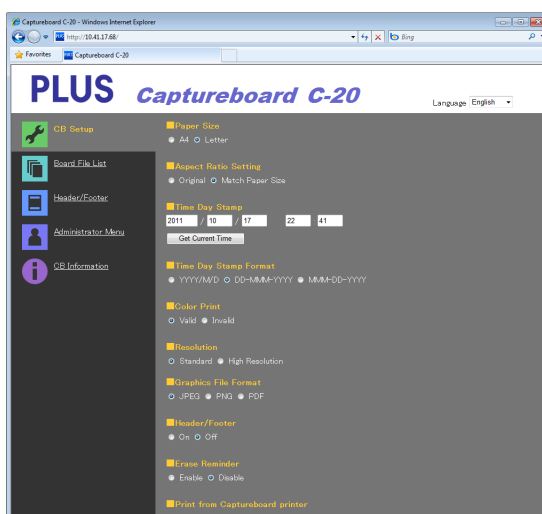 Captureboard C-20 - Windows Internet Explorer
http://10.41.17.68/
Bing
Favorites
Captureboard C-20
PLUS Captureboard C-20
Language English
CB Setup
Board File List
Header/Footer
Administrator Menu
CB Information
Paper Size
A4 Letter
Aspect Ratio Setting
Original Match Paper Size
Time Day Stamp
2011 / 10 / 17 22 41
Get Current Time
Time Day Stamp Format
YYYY/M/D DD-MMM-YYYY MMM-DD-YYYY
Color Print
Valid Invalid
Resolution
Standard High Resolution
Graphics File Format
JPEG PNG PDF
Header/Footer
On Off
Erase Reminder
Enable Disable
Print from Captureboard printer